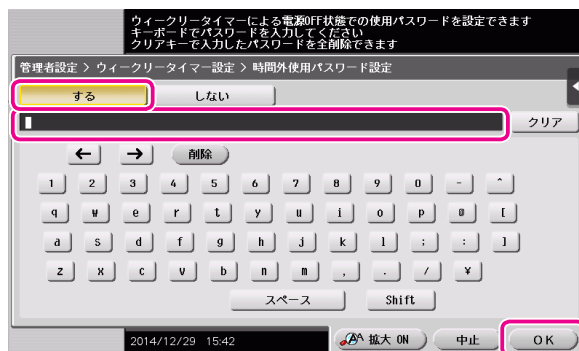 ウィークリータイマーによる電源OFF状態での使用パスワードを設定できます
キーボードでパスワードを入力してください
クリアキーで入力したパスワードを全削除できます
管理者設定 > ウィークリータイマー設定 > 時間外使用パスワード設定
する しない
クリア
← → 削除
1 2 3 4 5 6 7 8 9 0 - ^
q w e r t y u i o p @ [
a s d f g h j k l ; : ]
z x c v b n m , . / ¥
スペース Shift
2014/12/29 15:42 拡大 ON 中止 OK